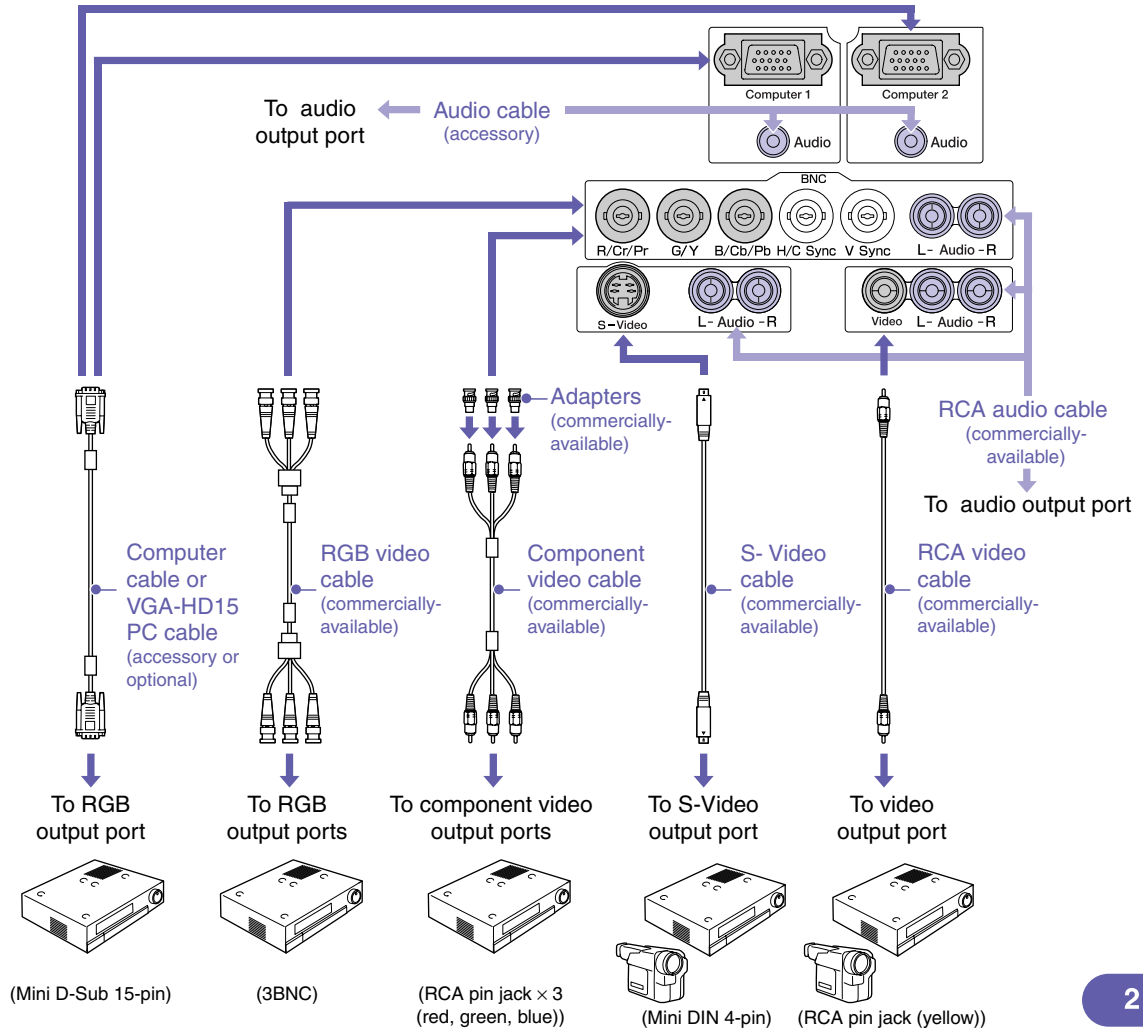 Computer 1
Computer 2
To audio
output port
Audio cable
(accessory)
Audio
Audio
BNC
R/Cr/Pr
G/Y
B/Cb/Pb
H/C Sync
V Sync
L- Audio -R
S-Video
L- Audio -R
Video
L- Audio -R
Adapters
(commercially-
available)
RCA audio cable
(commercially-
available)
To audio output port
Computer
cable or
VGA-HD15
PC cable
(accessory or
optional)
RGB video
cable
(commercially-
available)
Component
video cable
(commercially-
available)
S- Video
cable
(commercially-
available)
RCA video
cable
(commercially-
available)
To RGB
output port
To RGB
output ports
To component video
output ports
To S-Video
output port
To video
output port
(Mini D-Sub 15-pin)
(3BNC)
(RCA pin jack × 3
(red, green, blue))
(Mini DIN 4-pin)
(RCA pin jack (yellow))
2